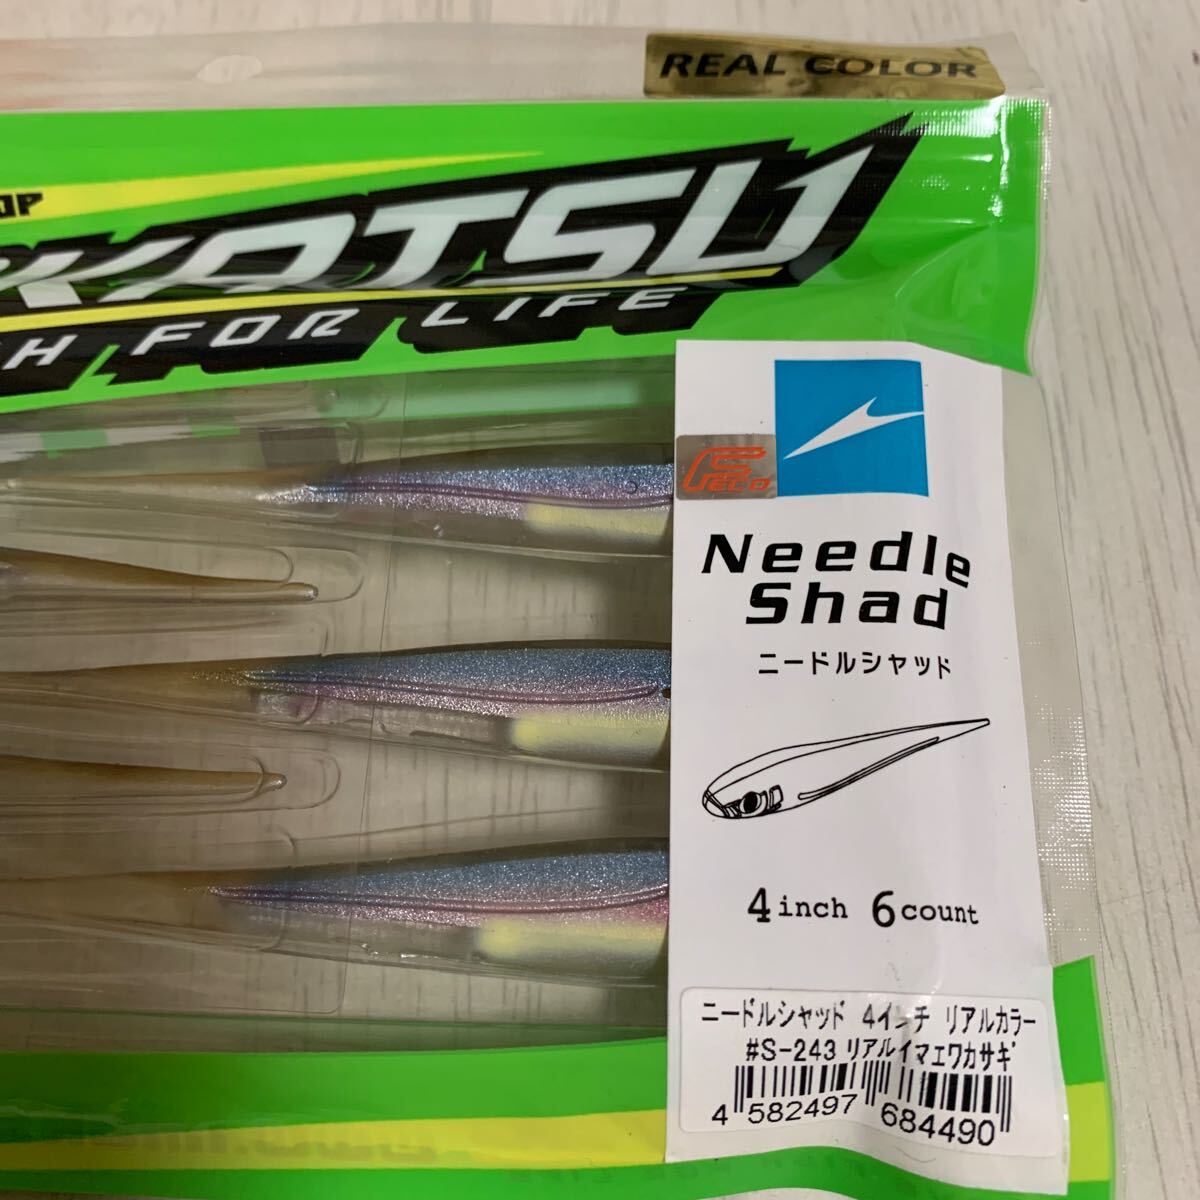 REAL COLOR
KATSU
FOR LIFE
FECO
Needle
Shad
ニードルシャッド
4 inch 6 count
ニードルシャッド 4インチ リアルカラー
#S-243 リアルイマエワカサギ
4 582497 684490